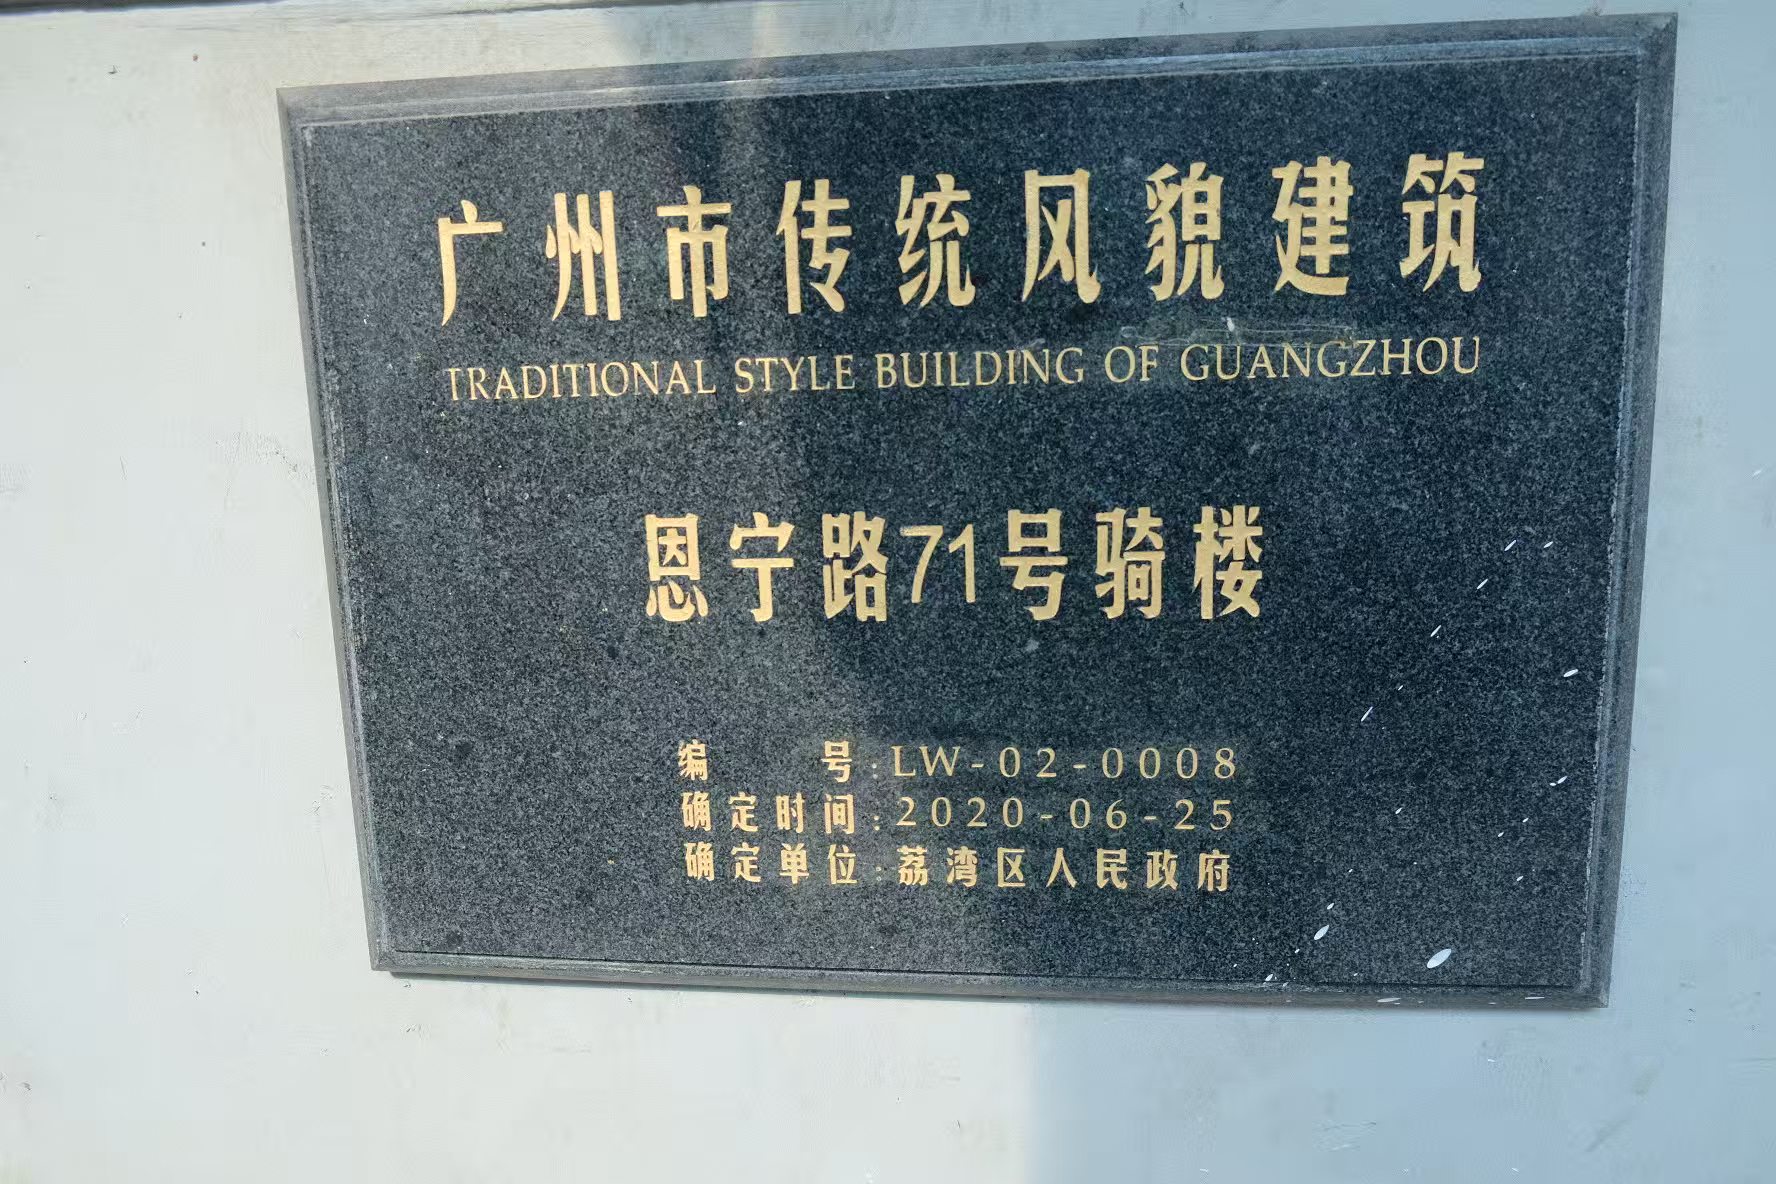 广州市传统风貌建筑
TRADITIONAL STYLE BUILDING OF GUANGZHOU
恩宁路71号骑楼
编号:LW-02-0008
确定时间:2020-06-25
确定单位:荔湾区人民政府